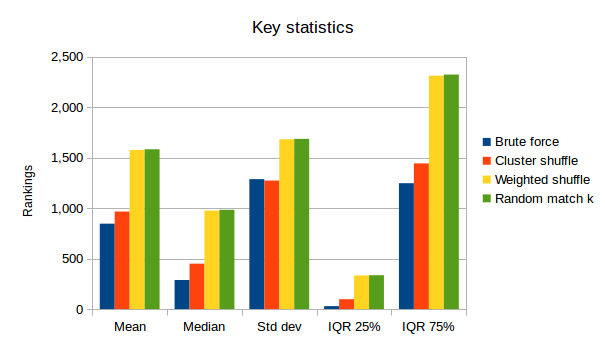 Key statistics
2,500
2,000
1,500
1,000
500
0
Rankings
Mean Median Std dev IQR 25% IQR 75%
Brute force
Cluster shuffle
Weighted shuffle
Random match k